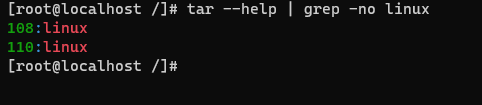 [root@localhost /]# tar --help | grep -no linux
108:linux
110:linux
[root@localhost /]#